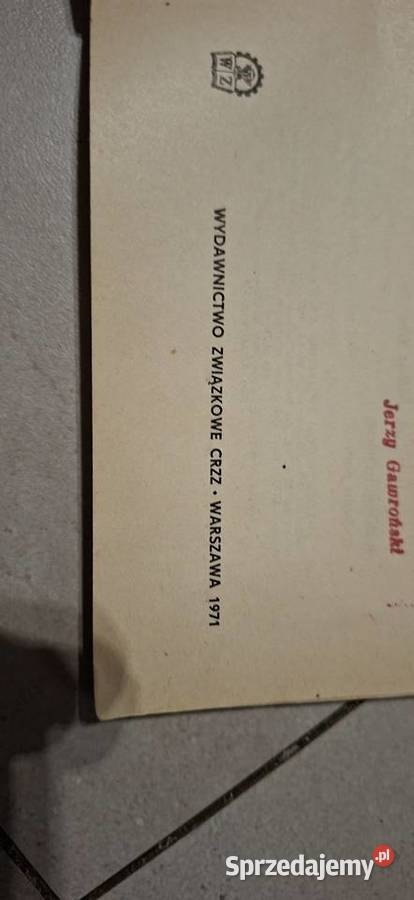 Jerzy Gawroński
W Z
WYDAWNICTWO ZWIĄZKOWE CRZZ • WARSZAWA 1971
Sprzedajemy.pl